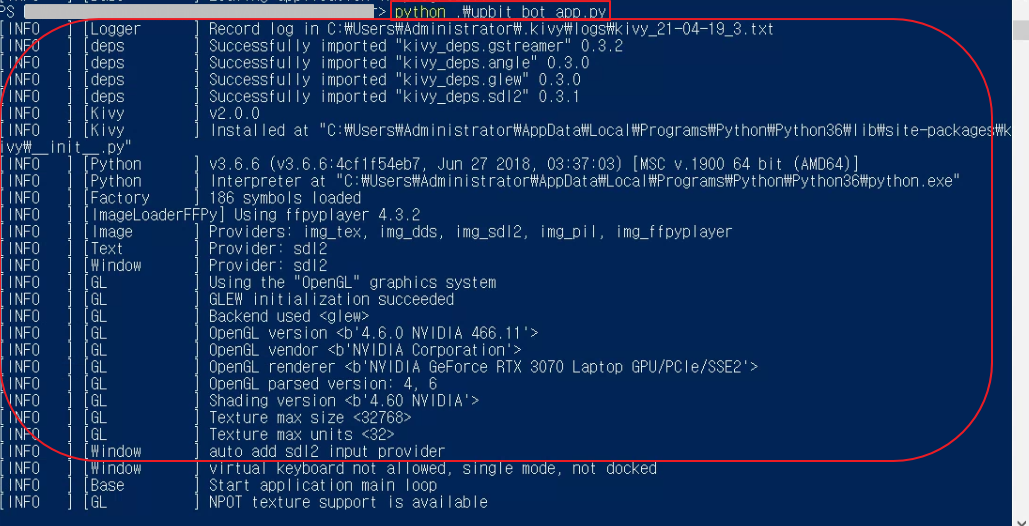 PS > python .₩upbit_bot_app.py
[INFO   ] [Logger      ] Record log in C:₩Users₩Administrator₩.kivy₩logs₩kivy_21-04-19_3.txt
[INFO   ] [deps        ] Successfully imported "kivy_deps.gstreamer" 0.3.2
[INFO   ] [deps        ] Successfully imported "kivy_deps.angle" 0.3.0
[INFO   ] [deps        ] Successfully imported "kivy_deps.glew" 0.3.0
[INFO   ] [deps        ] Successfully imported "kivy_deps.sdl2" 0.3.1
[INFO   ] [Kivy        ] v2.0.0
[INFO   ] [Kivy        ] Installed at "C:₩Users₩Administrator₩AppData₩Local₩Programs₩Python₩Python36₩lib₩site-packages₩k
ivy₩__init__.py"
[INFO   ] [Python      ] v3.6.6 (v3.6.6:4cf1f54eb7, Jun 27 2018, 03:37:03) [MSC v.1900 64 bit (AMD64)]
[INFO   ] [Python      ] Interpreter at "C:₩Users₩Administrator₩AppData₩Local₩Programs₩Python₩Python36₩python.exe"
[INFO   ] [Factory     ] 186 symbols loaded
[INFO   ] [ImageLoaderFFPy] Using ffpyplayer 4.3.2
[INFO   ] [Image       ] Providers: img_tex, img_dds, img_sdl2, img_pil, img_ffpyplayer
[INFO   ] [Text        ] Provider: sdl2
[INFO   ] [Window      ] Provider: sdl2
[INFO   ] [GL          ] Using the "OpenGL" graphics system
[INFO   ] [GL          ] GLEW initialization succeeded
[INFO   ] [GL          ] Backend used <glew>
[INFO   ] [GL          ] OpenGL version <b'4.6.0 NVIDIA 466.11'>
[INFO   ] [GL          ] OpenGL vendor <b'NVIDIA Corporation'>
[INFO   ] [GL          ] OpenGL renderer <b'NVIDIA GeForce RTX 3070 Laptop GPU/PCIe/SSE2'>
[INFO   ] [GL          ] OpenGL parsed version: 4, 6
[INFO   ] [GL          ] Shading version <b'4.60 NVIDIA'>
[INFO   ] [GL          ] Texture max size <32768>
[INFO   ] [GL          ] Texture max units <32>
[INFO   ] [Window      ] auto add sdl2 input provider
[INFO   ] [Window      ] virtual keyboard not allowed, single mode, not docked
[INFO   ] [Base        ] Start application main loop
[INFO   ] [GL          ] NPOT texture support is available